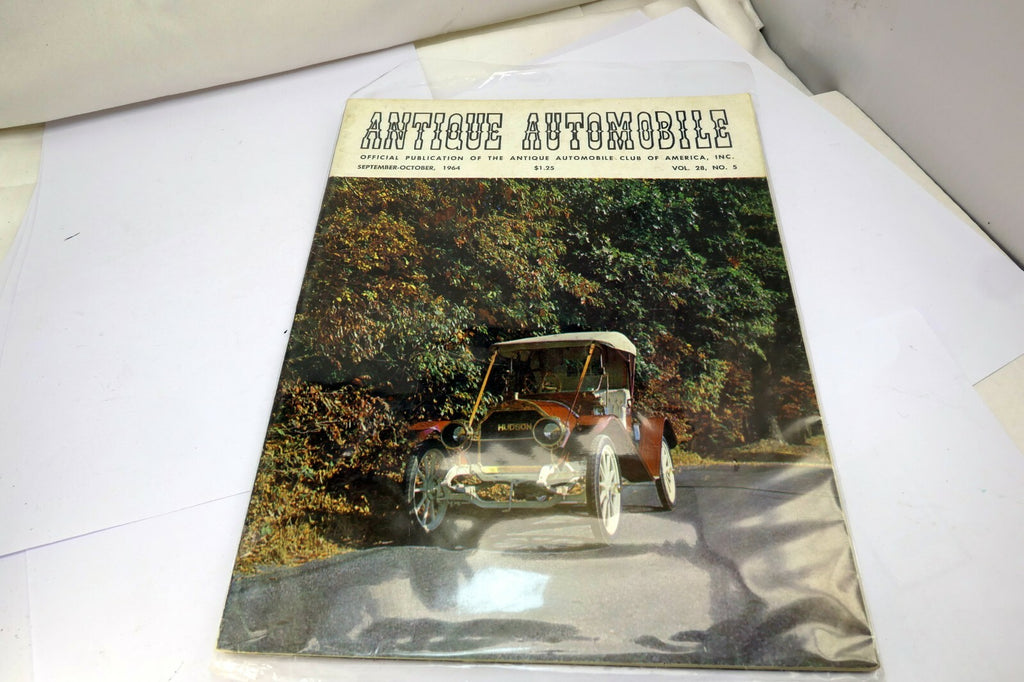 ANTIQUE AUTOMOBILE
OFFICIAL PUBLICATION OF THE ANTIQUE AUTOMOBILE CLUB OF AMERICA, INC.
SEPTEMBER-OCTOBER, 1964 $1.25 VOL. 28, NO. 5
HUDSON